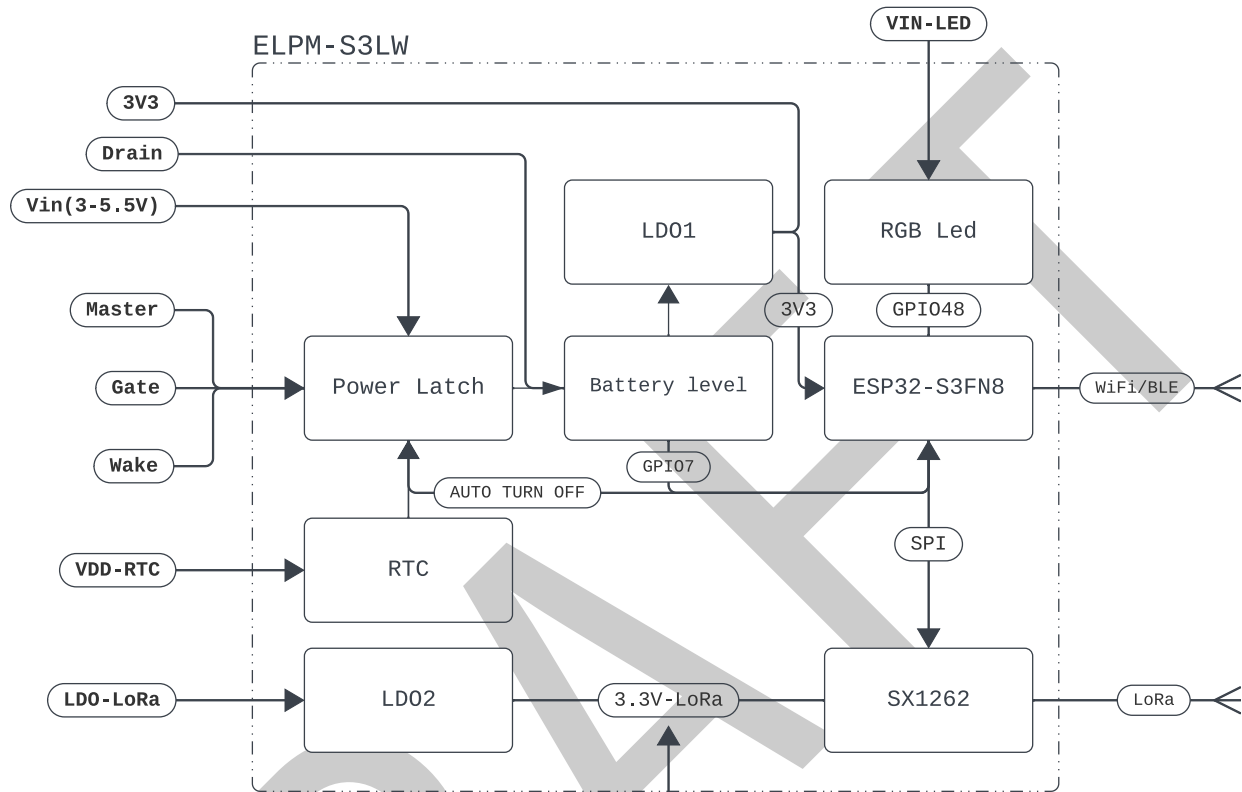 VIN-LED
ELPM-S3LW
3V3
Drain
Vin(3-5.5V)
LDO1
RGB Led
Master
3V3
GPIO48
Gate
Power Latch
Battery level
ESP32-S3FN8
WiFi/BLE
Wake
GPIO7
AUTO TURN OFF
SPI
VDD-RTC
RTC
LDO-LoRa
LDO2
3.3V-LoRa
SX1262
LoRa